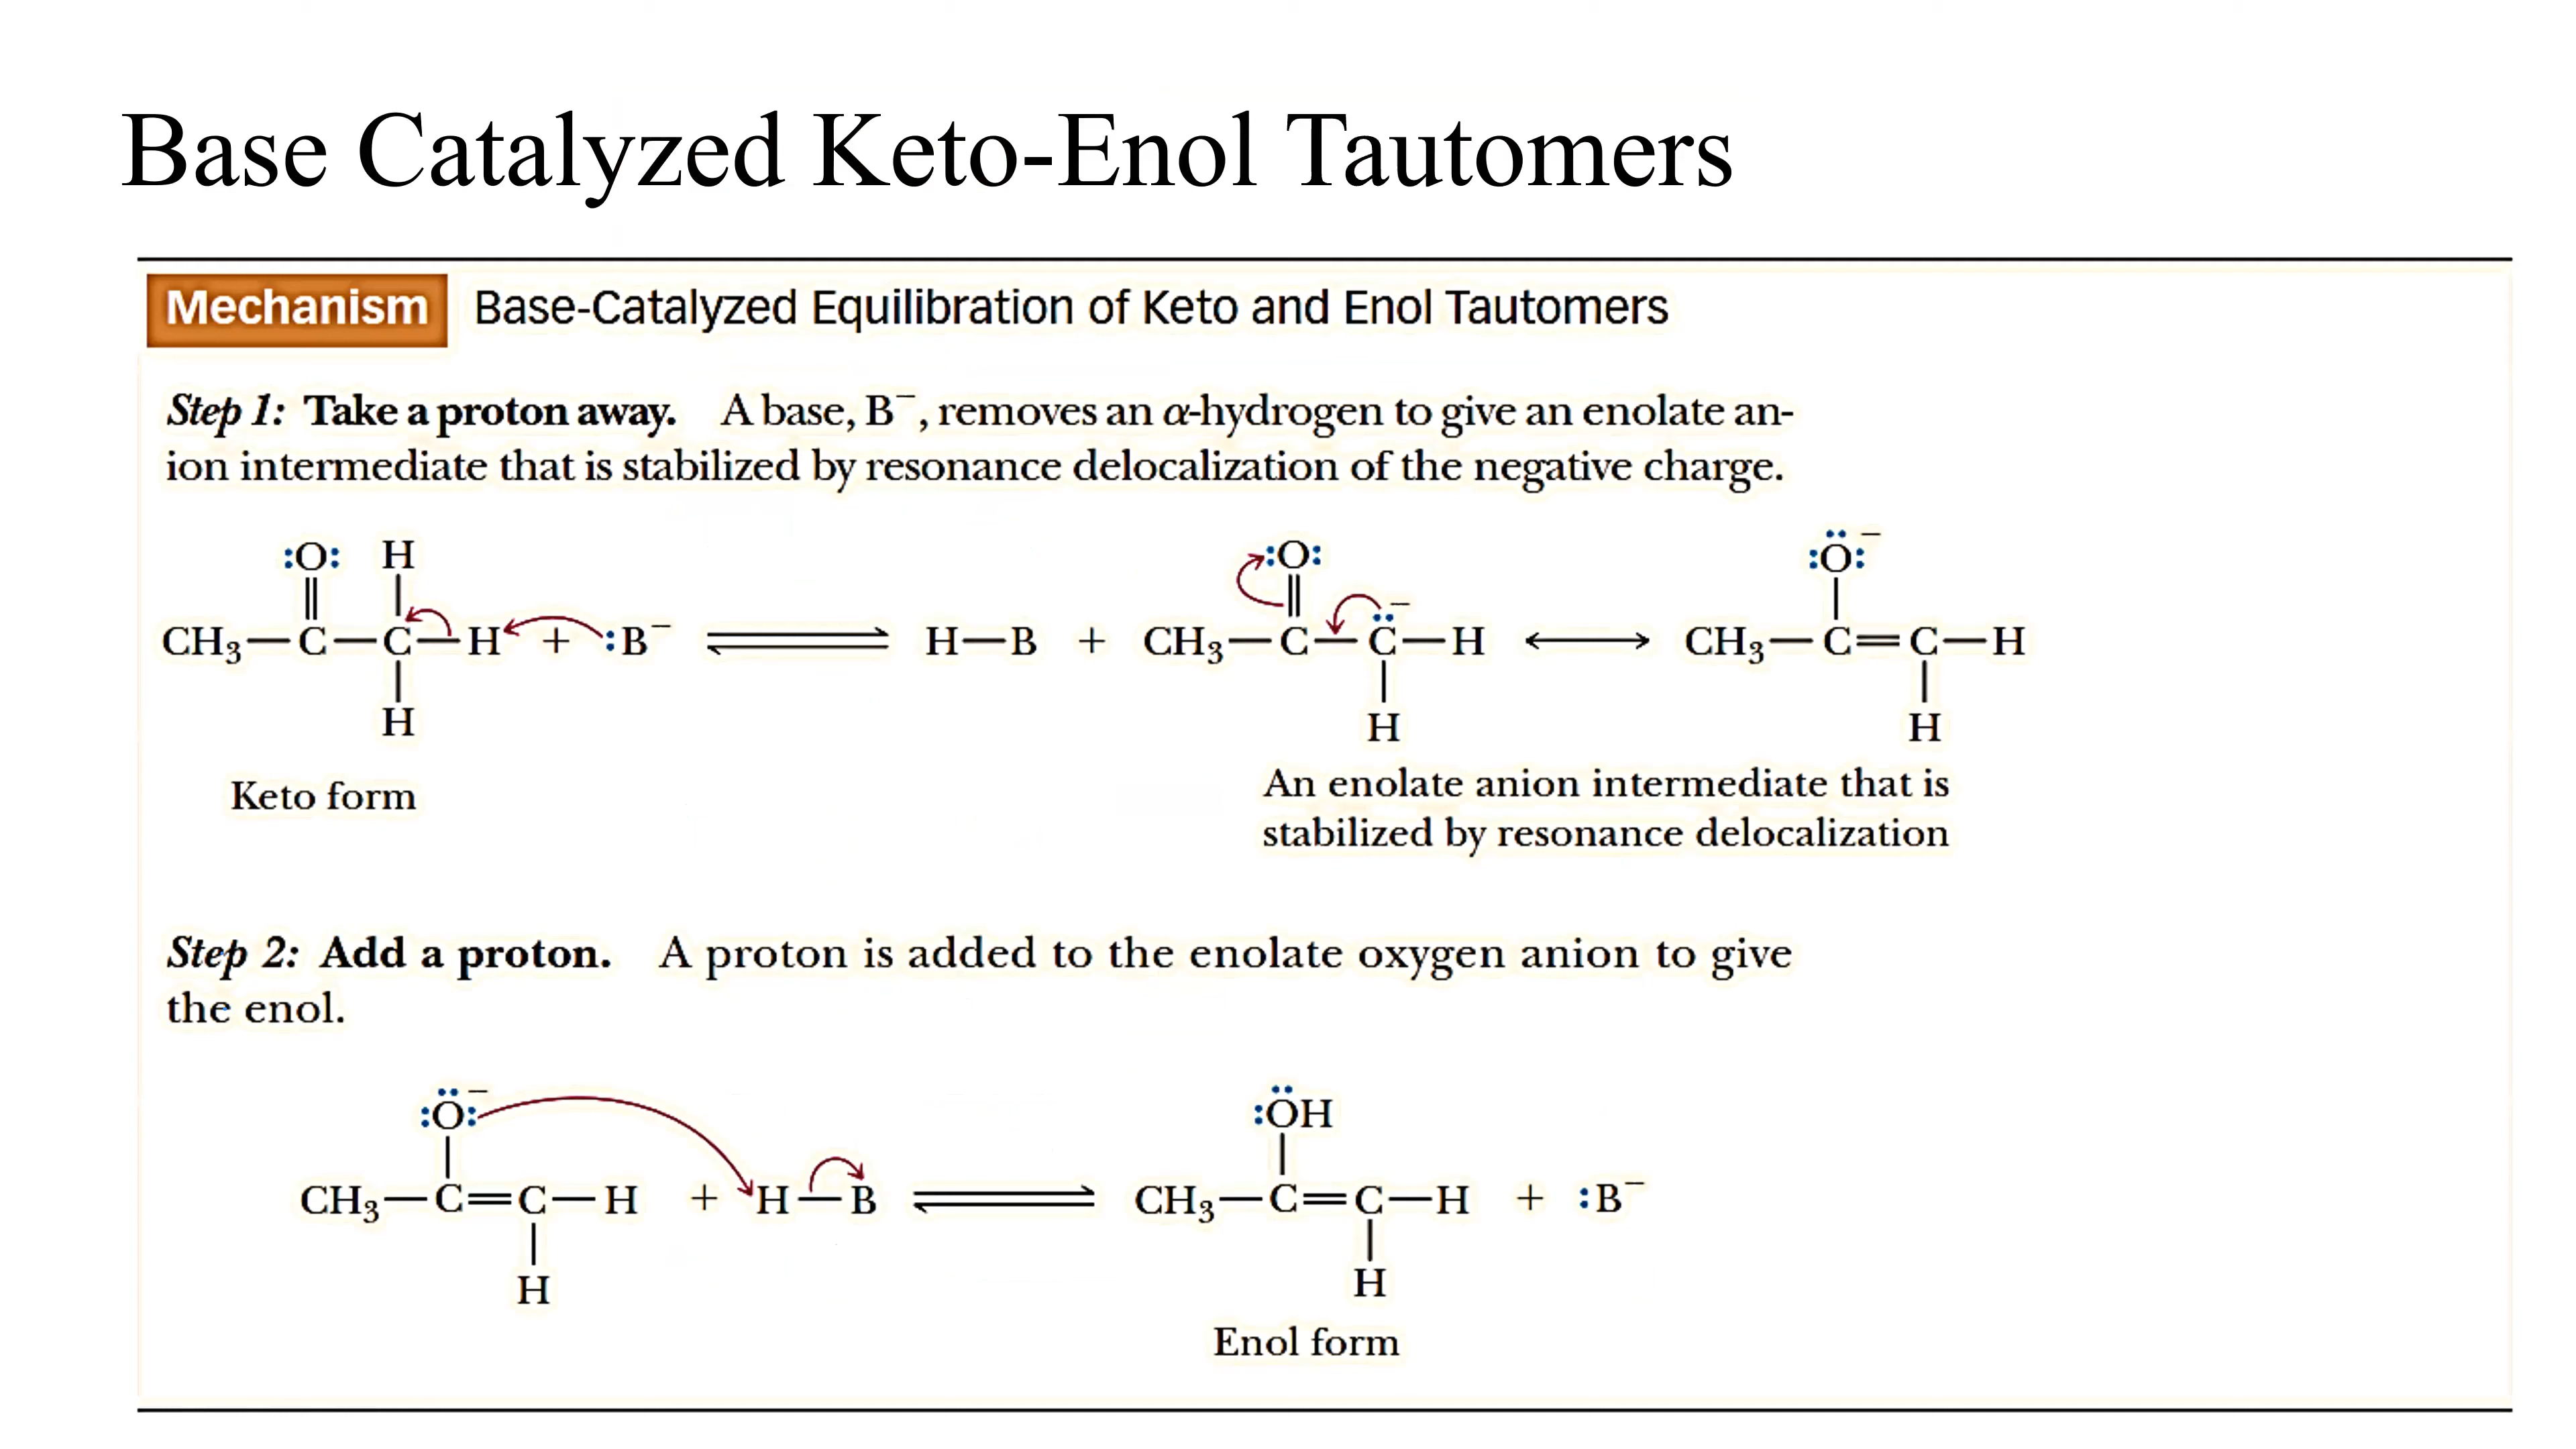 Base Catalyzed Keto-Enol Tautomers
Mechanism Base-Catalyzed Equilibration of Keto and Enol Tautomers
Step 1: Take a proton away. A base, B⁻, removes an α-hydrogen to give an enolate an-
ion intermediate that is stabilized by resonance delocalization of the negative charge.
:O: H :O: :Ö:⁻
CH₃—C—C—H + :B⁻ ⇌ H—B + CH₃—C—C̈⁻—H ⟷ CH₃—C=C—H
H H H
Keto form
An enolate anion intermediate that is
stabilized by resonance delocalization
Step 2: Add a proton. A proton is added to the enolate oxygen anion to give
the enol.
:Ö:⁻ :ÖH
CH₃—C=C—H + H—B ⇌ CH₃—C=C—H + :B⁻
H H
Enol form